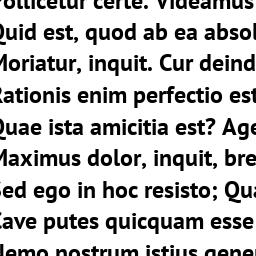 Pollicetur certe. Videamus
Quid est, quod ab ea absol
Moriatur, inquit. Cur deind
Rationis enim perfectio est
Quae ista amicitia est? Age
Maximus dolor, inquit, bre
Sed ego in hoc resisto; Qua
Cave putes quicquam esse
Nemo nostrum istius gener